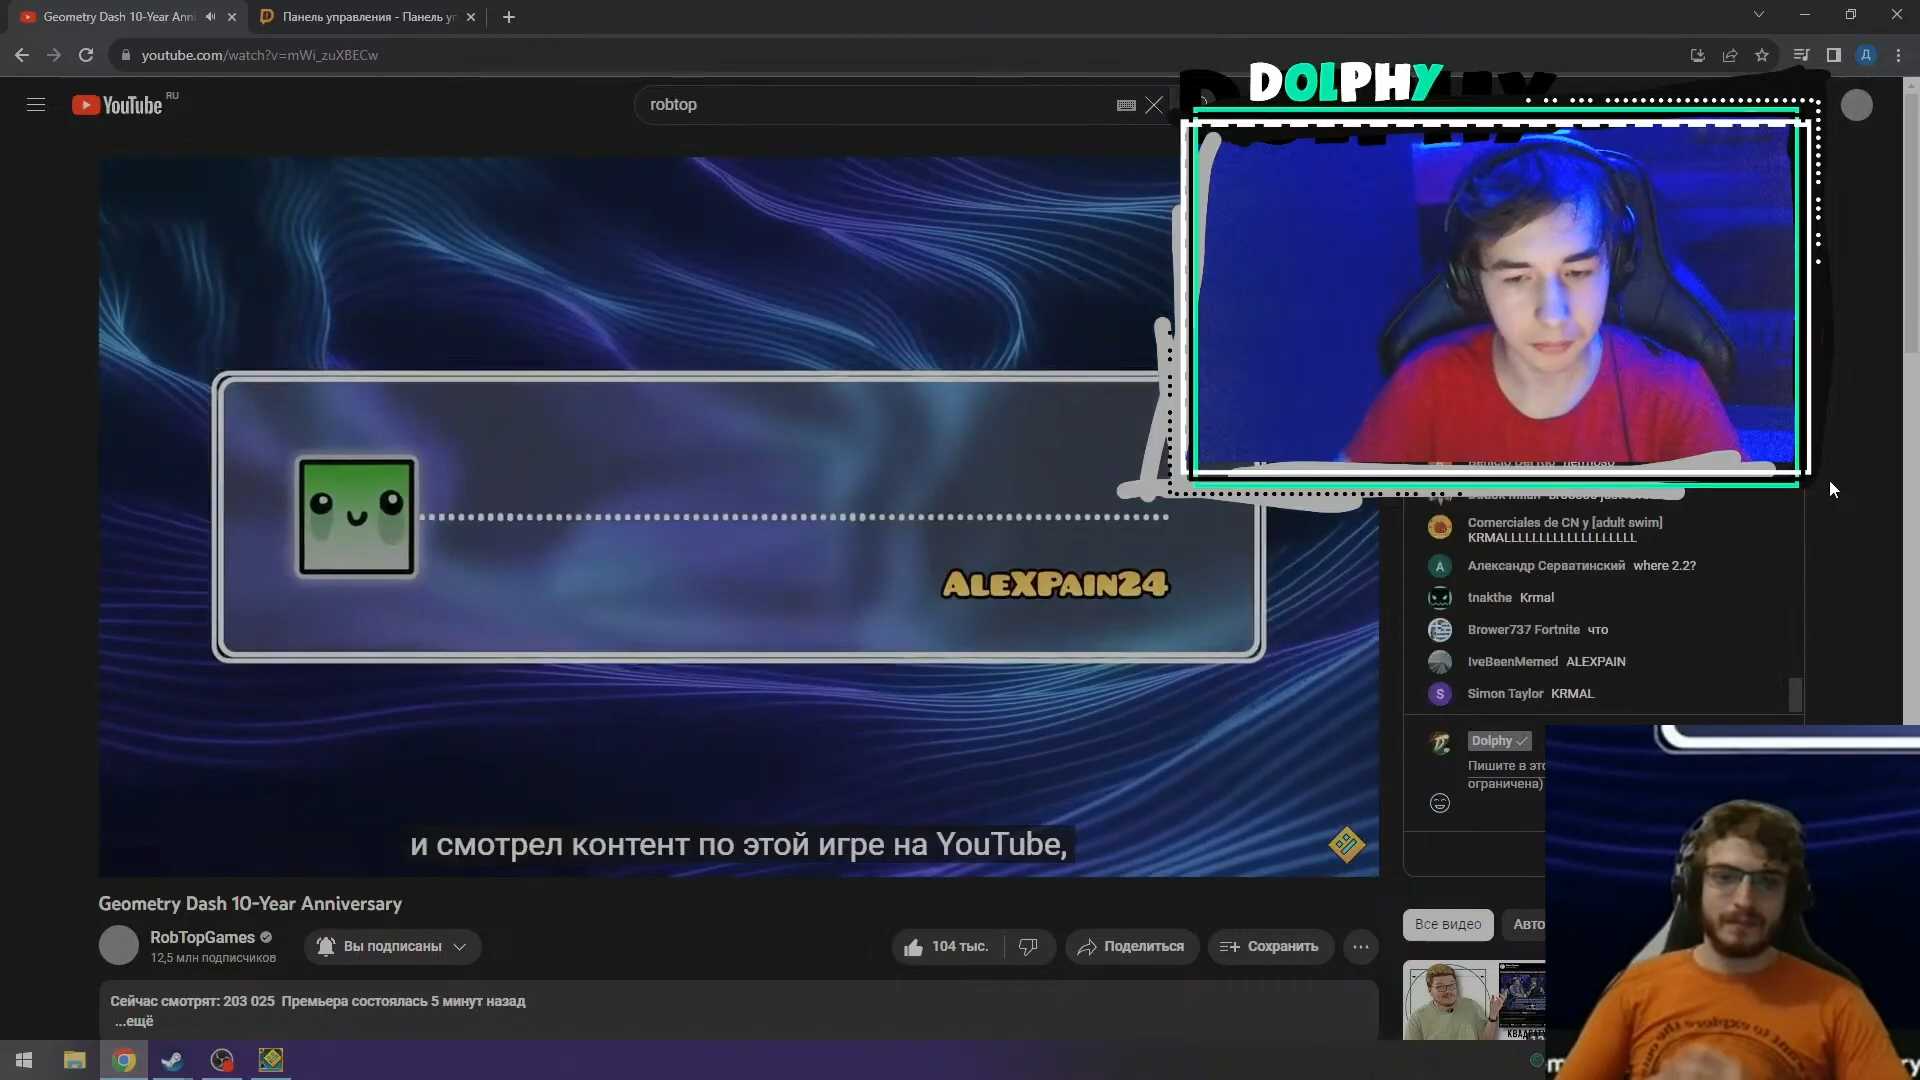 Geometry Dash 10-Year Anni
Панель управления - Панель уп
youtube.com/watch?v=mWi_zuXBECw
Д
YouTube RU
robtop
DOLPHY
ALEXPAIN24
и смотрел контент по этой игре на YouTube,
Comerciales de CN y [adult swim]
KRMALLLLLLLLLLLLLLLLLLL
Александр Серватинский where 2.2?
tnakthe Krmal
Brower737 Fortnite что
IveBeenMemed ALEXPAIN
Simon Taylor KRMAL
Dolphy
Пишите в это
ограничена)
Geometry Dash 10-Year Anniversary
RobTopGames
12,5 млн подписчиков
Вы подписаны
104 тыс.
Поделиться
Сохранить
Все видео
Авто
Сейчас смотрят: 203 025 Премьера состоялась 5 минут назад
...ещё